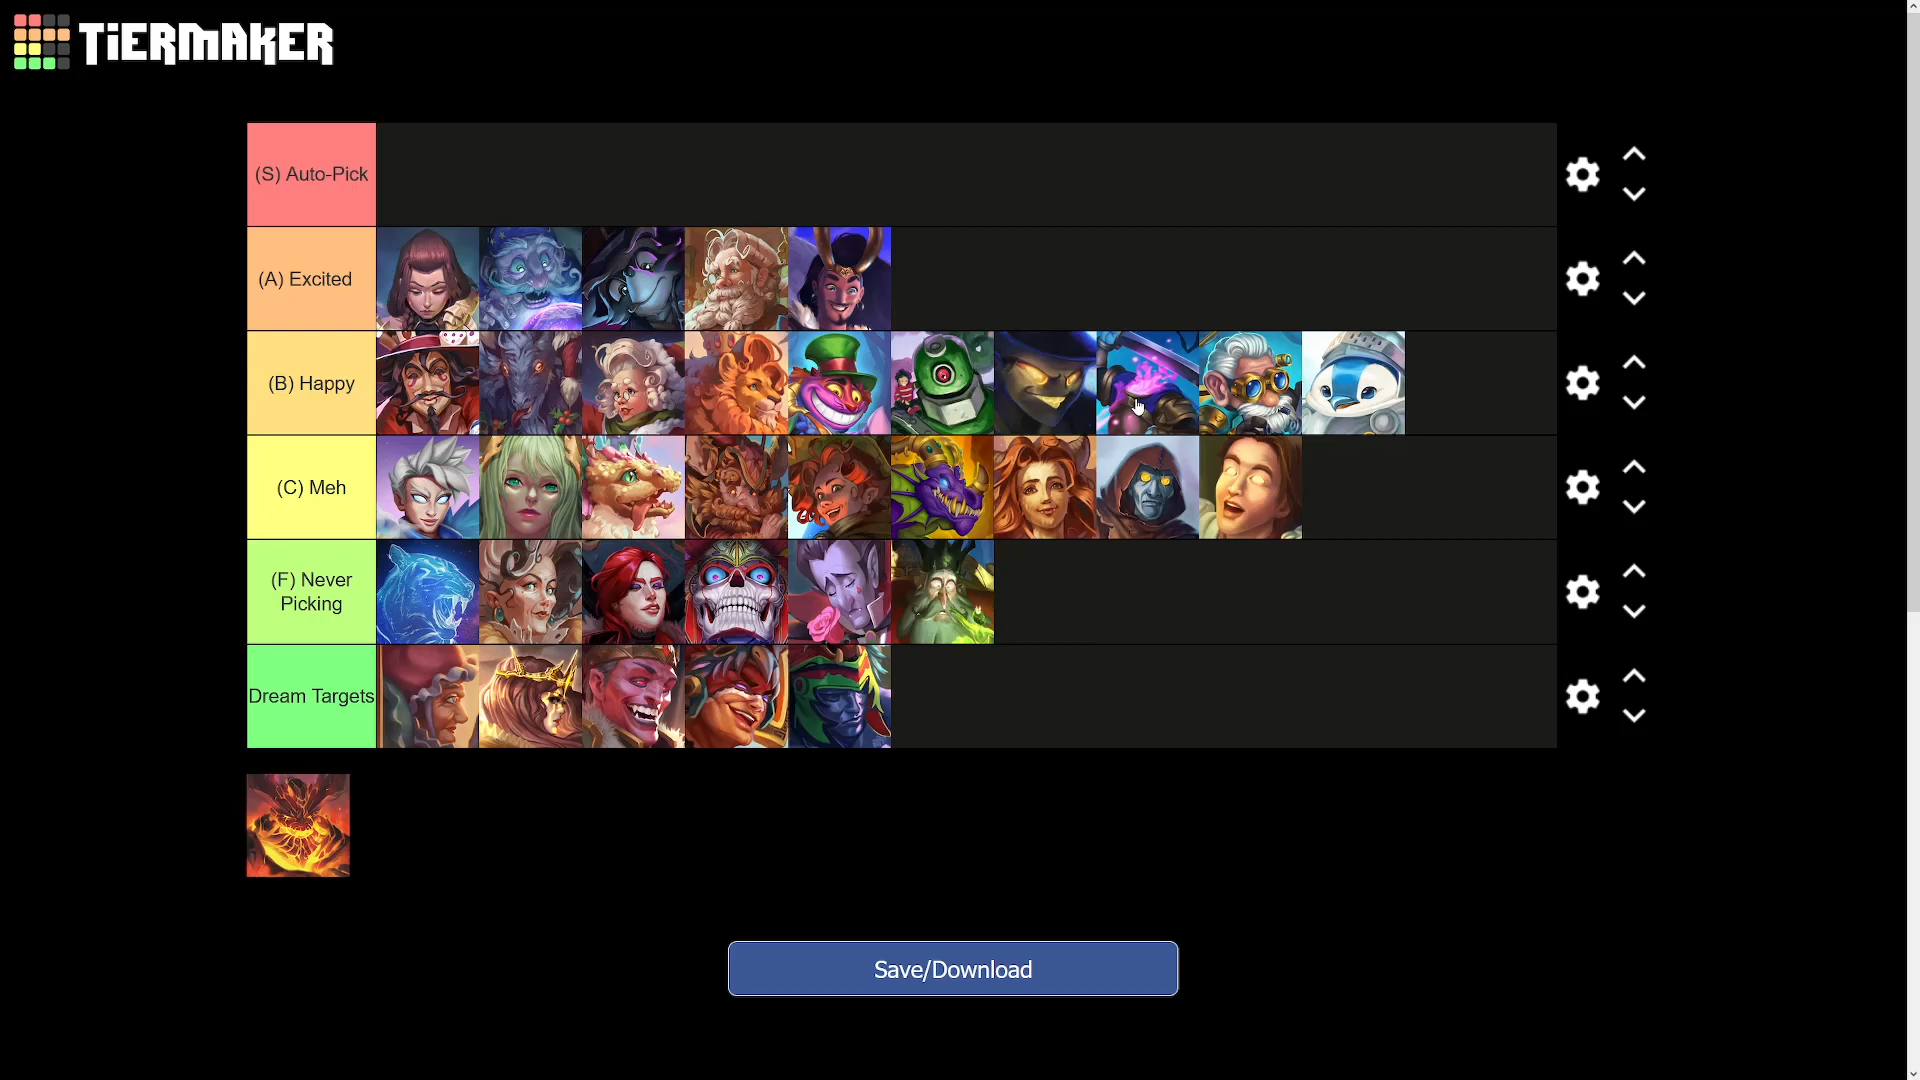 TIERMAKER
(S) Auto-Pick
(A) Excited
(B) Happy
(C) Meh
(F) Never
Picking
Dream Targets
Save/Download